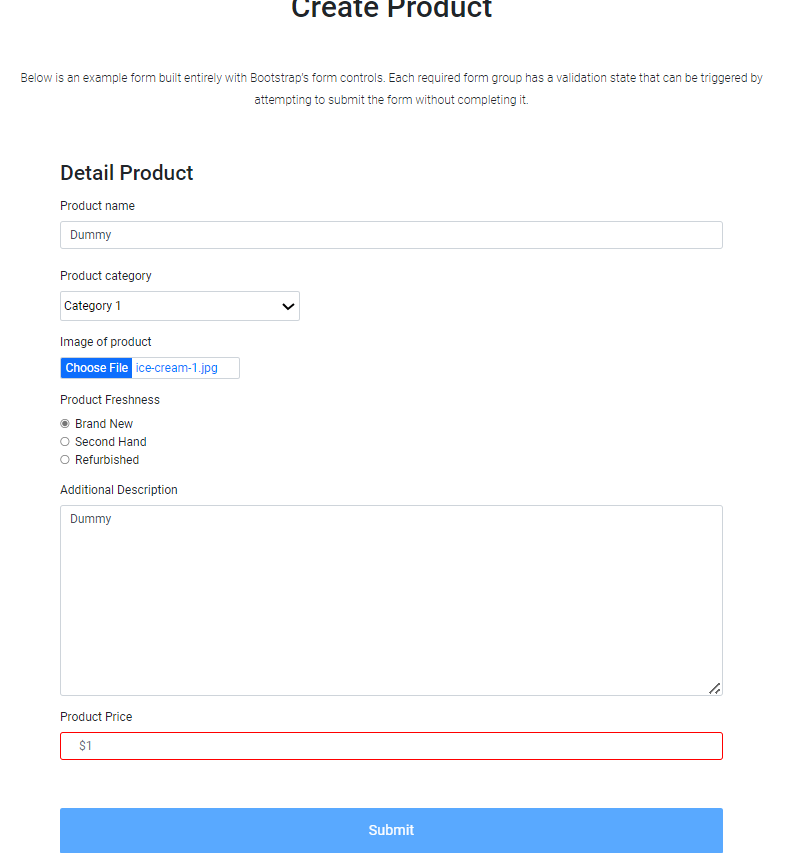 Create Product
Below is an example form built entirely with Bootstrap's form controls. Each required form group has a validation state that can be triggered by
attempting to submit the form without completing it.
Detail Product
Product name
Dummy
Product category
Category 1
Image of product
Choose File ice-cream-1.jpg
Product Freshness
Brand New
Second Hand
Refurbished
Additional Description
Dummy
Product Price
$1
Submit